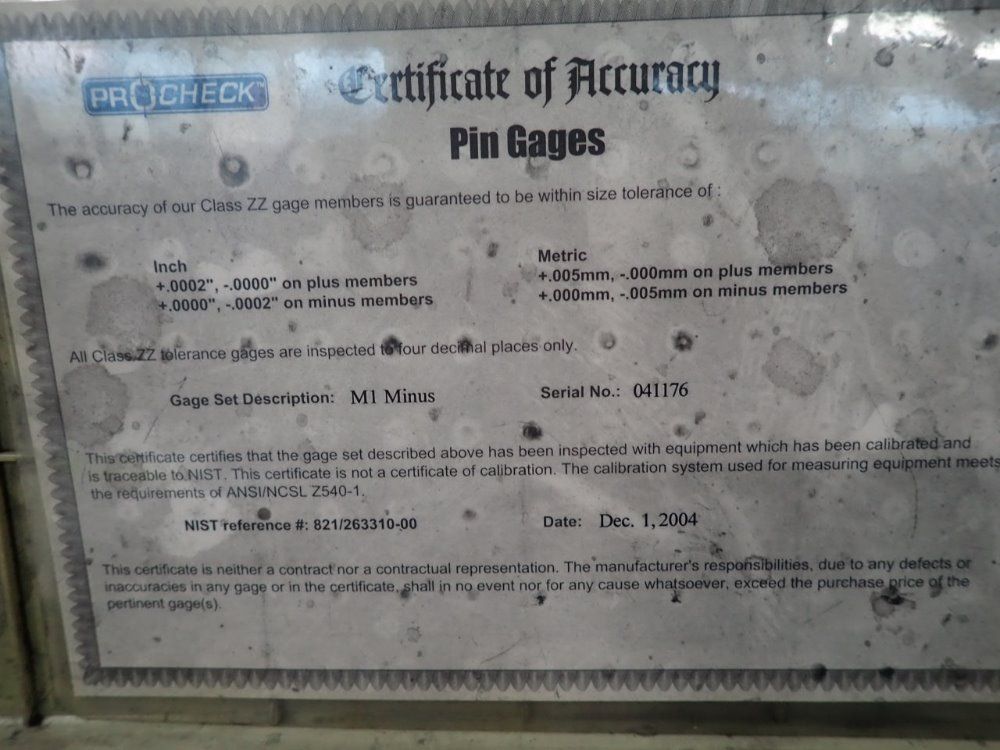 PROCHECK™
Certificate of Accuracy
Pin Gages
The accuracy of our Class ZZ gage members is guaranteed to be within size tolerance of :
Inch
+.0002", -.0000" on plus members
+.0000", -.0002" on minus members
Metric
+.005mm, -.000mm on plus members
+.000mm, -.005mm on minus members
All Class ZZ tolerance gages are inspected to four decimal places only.
Gage Set Description: M1 Minus
Serial No.: 041176
This certificate certifies that the gage set described above has been inspected with equipment which has been calibrated and
is traceable to NIST. This certificate is not a certificate of calibration. The calibration system used for measuring equipment meets
the requirements of ANSI/NCSL Z540-1.
NIST reference #: 821/263310-00
Date: Dec. 1, 2004
This certificate is neither a contract nor a contractual representation. The manufacturer's responsibilities, due to any defects or
inaccuracies in any gage or in the certificate, shall in no event nor for any cause whatsoever, exceed the purchase price of the
pertinent gage(s).